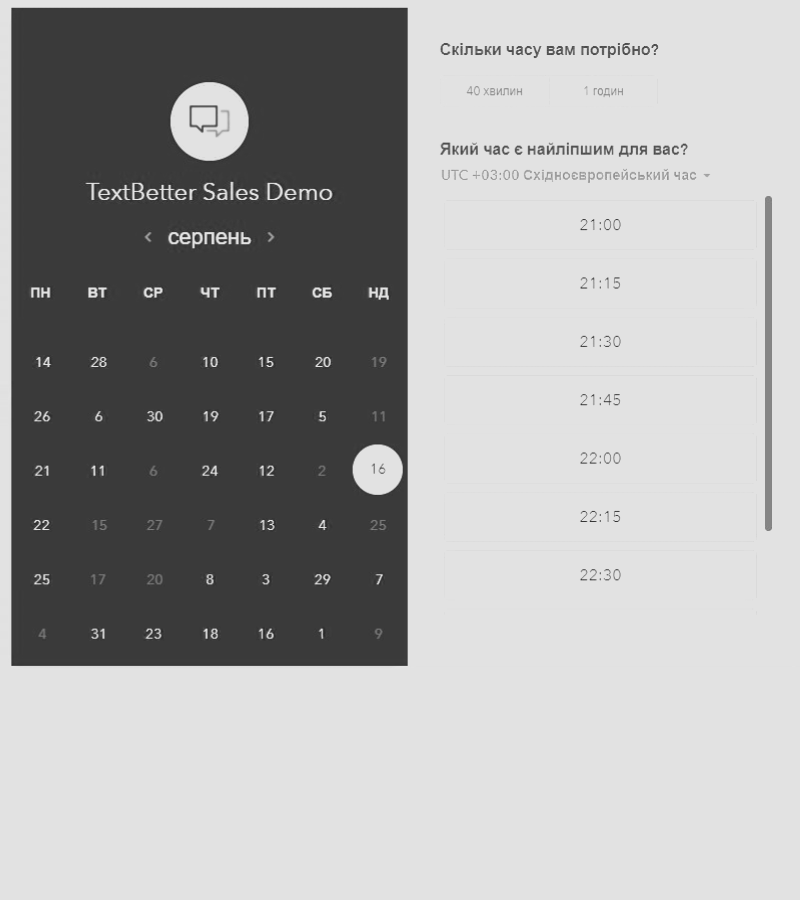 TextBetter Sales Demo
серпень
ПН ВТ СР ЧТ ПТ СБ НД
14 28 6 10 15 20 19
26 6 30 19 17 5 11
21 11 6 24 12 2 16
22 15 27 7 13 4 25
25 17 20 8 3 29 7
4 31 23 18 16 1 9
Скільки часу вам потрібно?
40 хвилин 1 годин
Який час є найліпшим для вас?
UTC +03:00 Східноєвропейський час
21:00
21:15
21:30
21:45
22:00
22:15
22:30